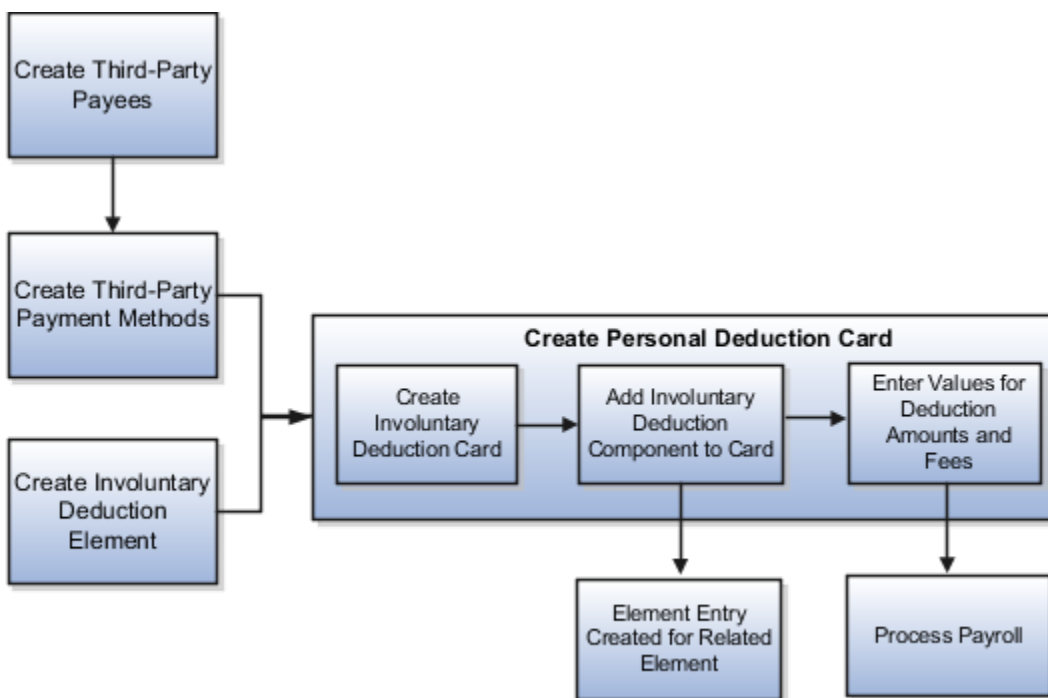 Create Third-Party
Payees
Create Third-Party
Payment Methods
Create Involuntary
Deduction
Element
Create Personal Deduction Card
Create
Involuntary
Deduction Card
Add Involuntary
Deduction
Component to Card
Enter Values for
Deduction
Amounts and
Fees
Element Entry
Created for Related
Element
Process Payroll